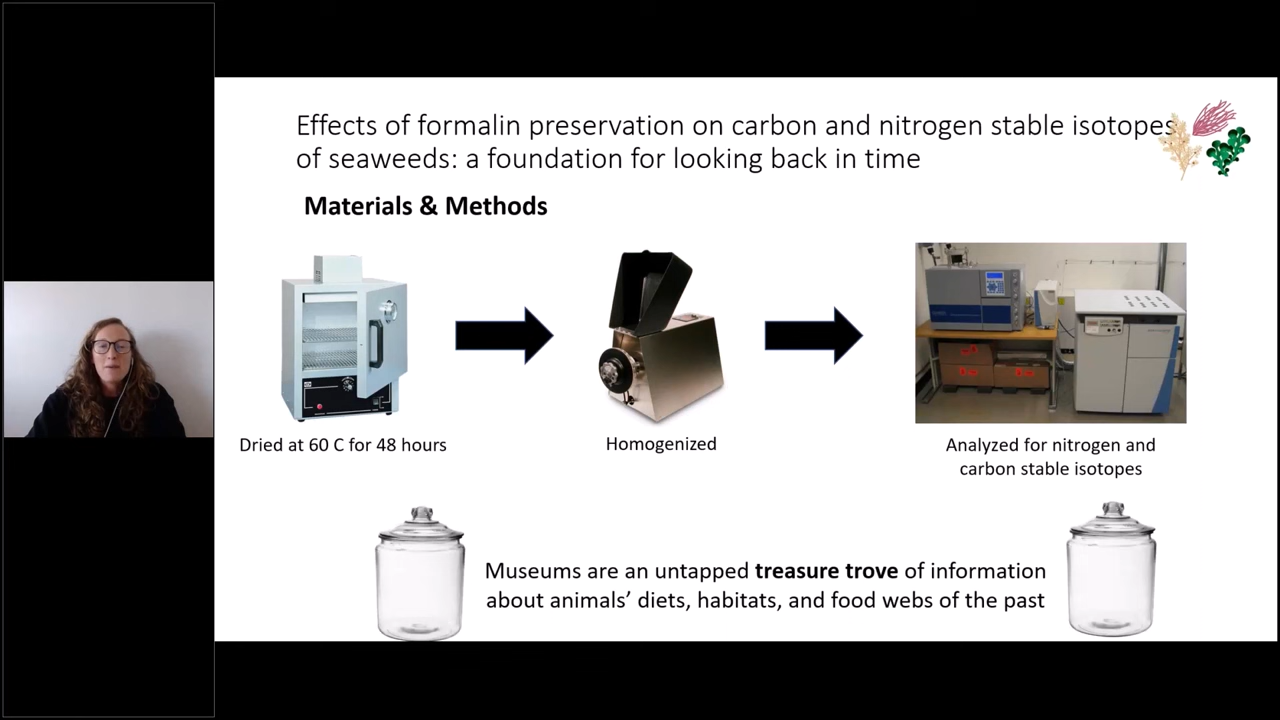 Effects of formalin preservation on carbon and nitrogen stable isotopes
of seaweeds: a foundation for looking back in time
Materials & Methods
Dried at 60 C for 48 hours
Homogenized
Analyzed for nitrogen and
carbon stable isotopes
Museums are an untapped treasure trove of information
about animals’ diets, habitats, and food webs of the past